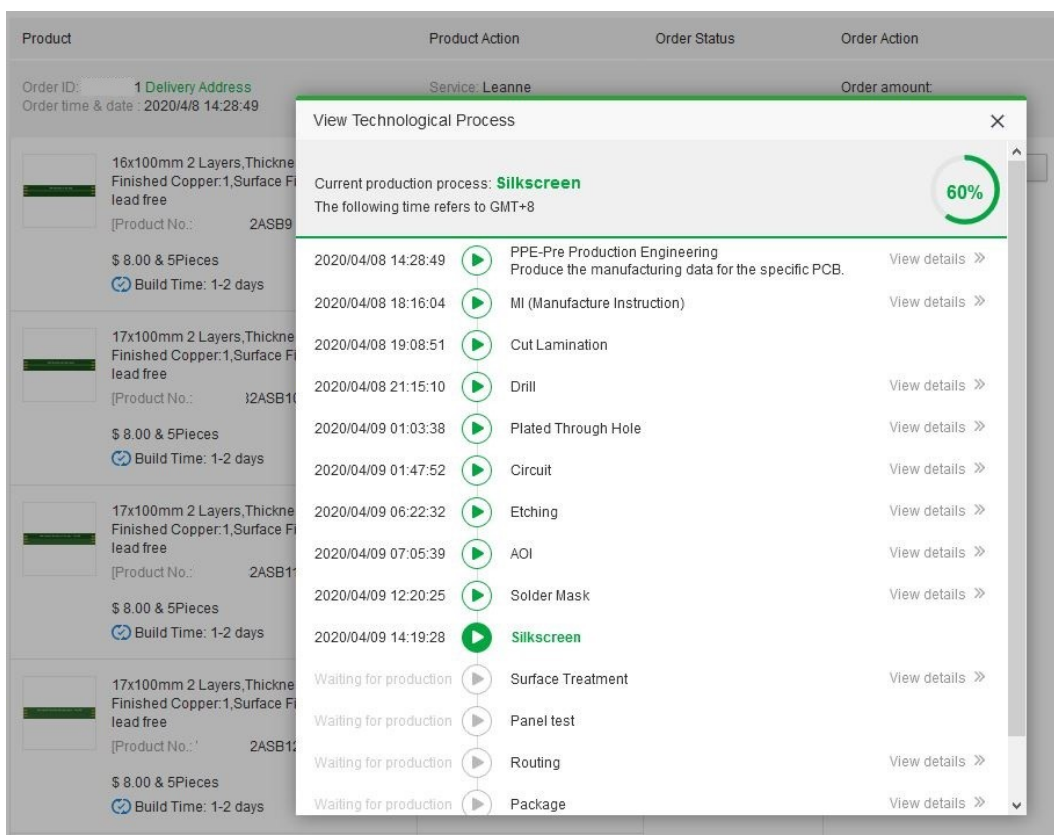 Product Product Action Order Status Order Action
Order ID: 1 Delivery Address Service: Leanne Order amount:
Order time & date : 2020/4/8 14:28:49
16x100mm 2 Layers,Thickne
Finished Copper:1,Surface Fi
lead free
[Product No.: 2ASB9
$ 8.00 & 5Pieces
Build Time: 1-2 days
17x100mm 2 Layers,Thickne
Finished Copper:1,Surface Fi
lead free
[Product No.: 2ASB10
$ 8.00 & 5Pieces
Build Time: 1-2 days
17x100mm 2 Layers,Thickne
Finished Copper:1,Surface Fi
lead free
[Product No.: 2ASB11
$ 8.00 & 5Pieces
Build Time: 1-2 days
17x100mm 2 Layers,Thickne
Finished Copper:1,Surface Fi
lead free
[Product No.: 2ASB12
$ 8.00 & 5Pieces
Build Time: 1-2 days
View Technological Process
Current production process: Silkscreen
The following time refers to GMT+8
60%
2020/04/08 14:28:49 PPE-Pre Production Engineering View details
Produce the manufacturing data for the specific PCB.
2020/04/08 18:16:04 MI (Manufacture Instruction) View details
2020/04/08 19:08:51 Cut Lamination
2020/04/08 21:15:10 Drill View details
2020/04/09 01:03:38 Plated Through Hole View details
2020/04/09 01:47:52 Circuit View details
2020/04/09 06:22:32 Etching View details
2020/04/09 07:05:39 AOI View details
2020/04/09 12:20:25 Solder Mask View details
2020/04/09 14:19:28 Silkscreen
Waiting for production Surface Treatment View details
Waiting for production Panel test
Waiting for production Routing View details
Waiting for production Package View details